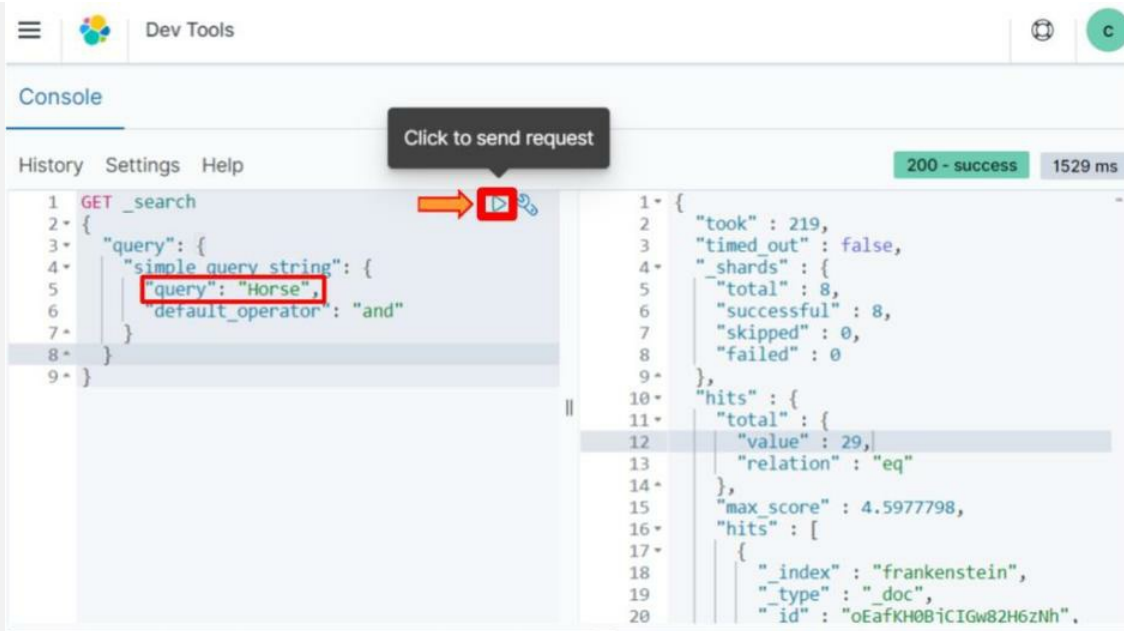 Dev Tools
C
Console
Click to send request
History Settings Help
200 - success 1529 ms
1 GET _search
2 {
3 "query": {
4 "simple_query_string": {
5 "query": "Horse",
6 "default_operator": "and"
7 }
8 }
9 }
1 {
2 "took" : 219,
3 "timed_out" : false,
4 "_shards" : {
5 "total" : 8,
6 "successful" : 8,
7 "skipped" : 0,
8 "failed" : 0
9 },
10 "hits" : {
11 "total" : {
12 "value" : 29,
13 "relation" : "eq"
14 },
15 "max_score" : 4.5977798,
16 "hits" : [
17 {
18 "_index" : "frankenstein",
19 "_type" : "_doc",
20 "_id" : "oEafKH0BjCIGw82H6zNh",